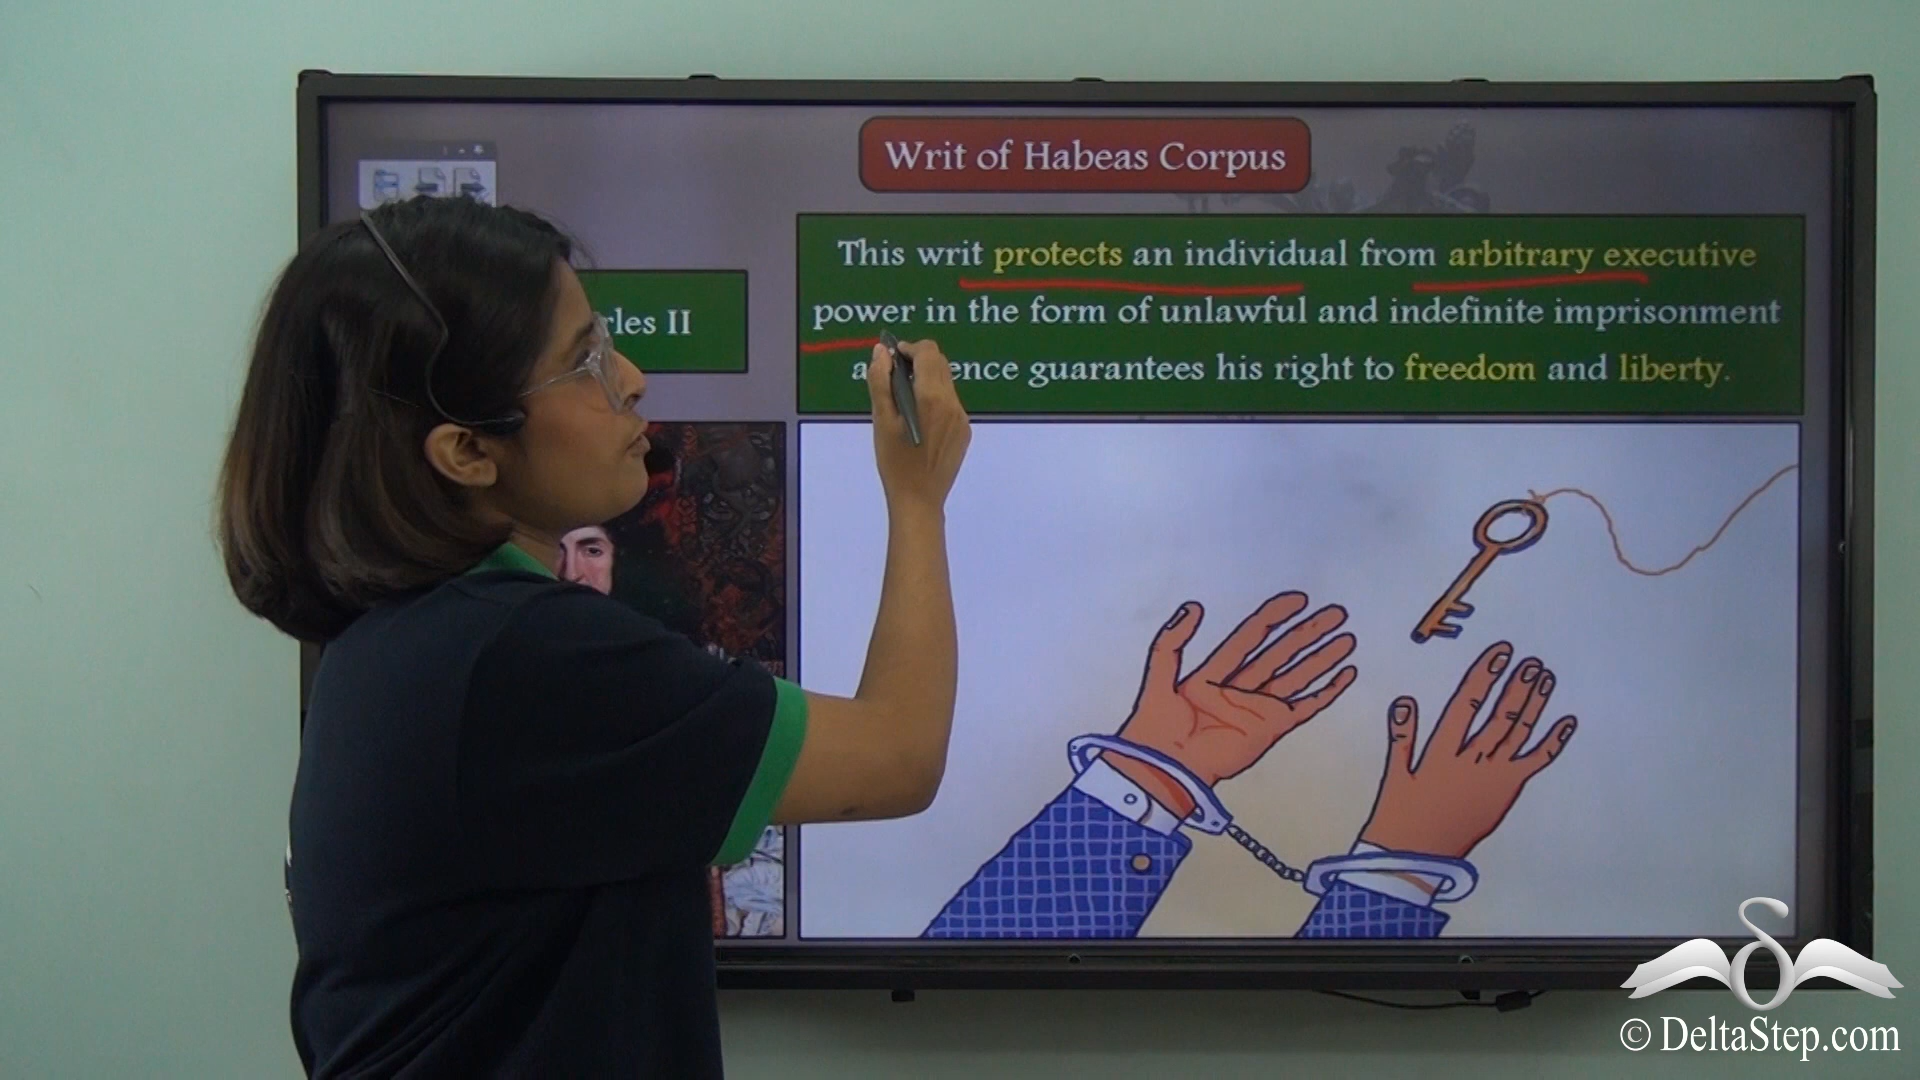 Writ of Habeas Corpus
This writ protects an individual from arbitrary executive
power in the form of unlawful and indefinite imprisonment
guarantees his right to freedom and liberty.
II
© DeltaStep.com